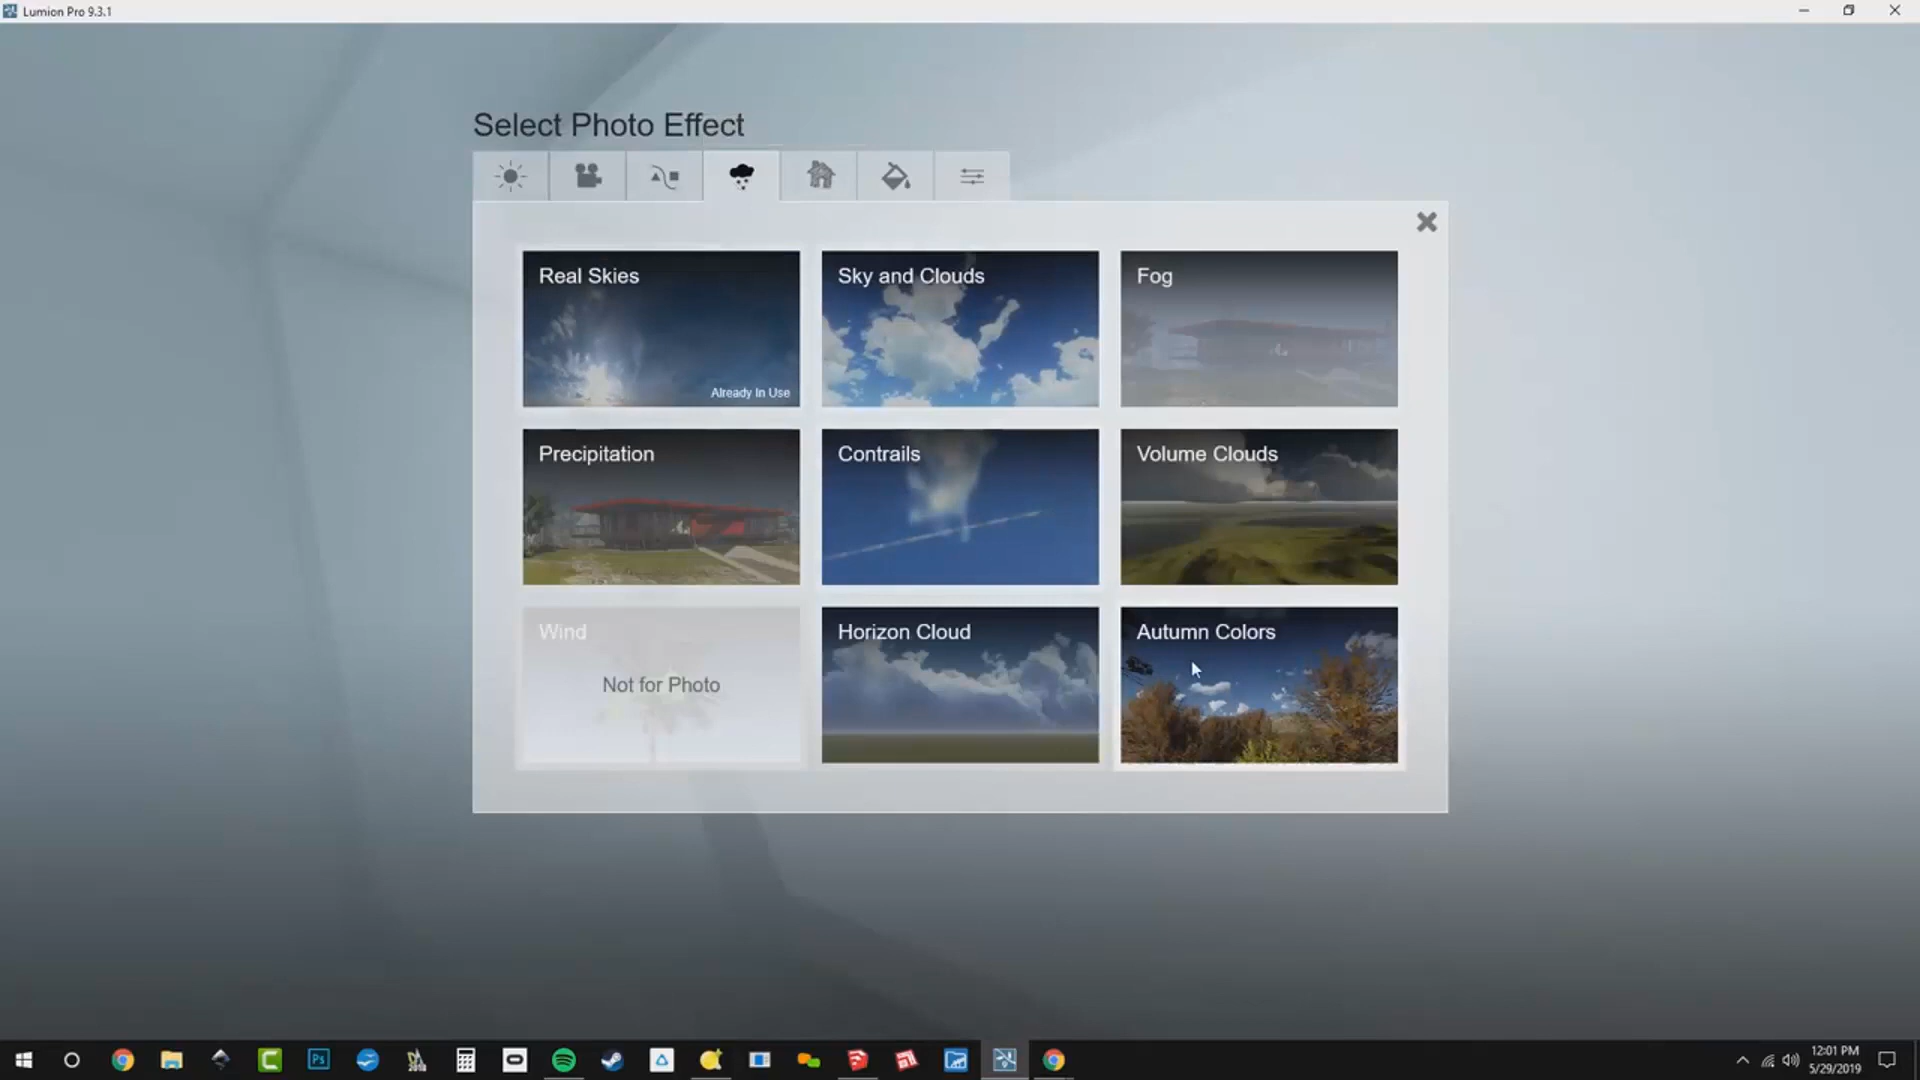 Lumion Pro 9.3.1
Select Photo Effect
Real Skies
Already In Use
Sky and Clouds
Fog
Precipitation
Contrails
Volume Clouds
Wind
Not for Photo
Horizon Cloud
Autumn Colors
Ps
12:01 PM
5/29/2019